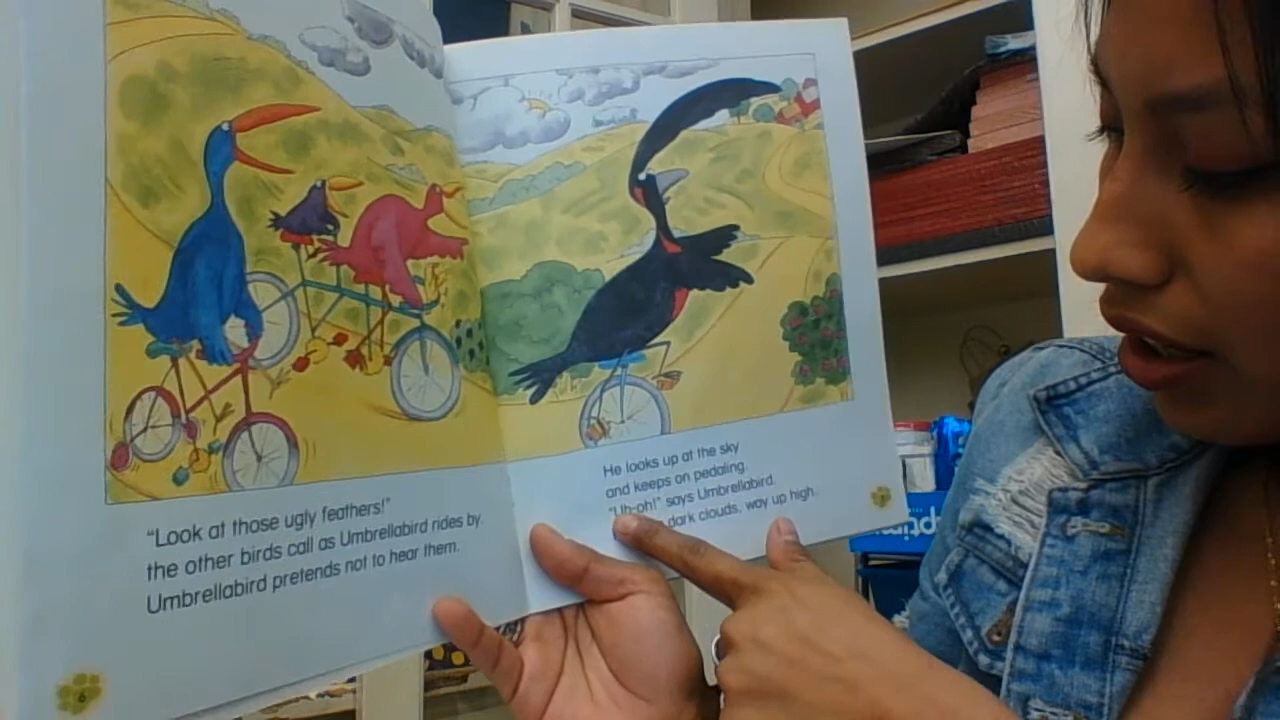 "Look at those ugly feathers!"
the other birds call as Umbrellabird rides by.
Umbrellabird pretends not to hear them.
6
He looks up at the sky
and keeps on pedaling.
"Uh-oh!" says Umbrellabird.
dark clouds, way up high.